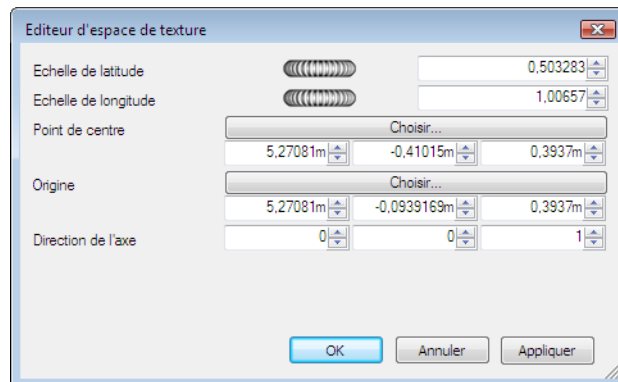 Editeur d'espace de texture
Echelle de latitude 0,503283
Echelle de longitude 1,00657
Point de centre Choisir...
5,27081m -0,41015m 0,3937m
Origine Choisir...
5,27081m -0,0939169m 0,3937m
Direction de l'axe 0 0 1
OK Annuler Appliquer